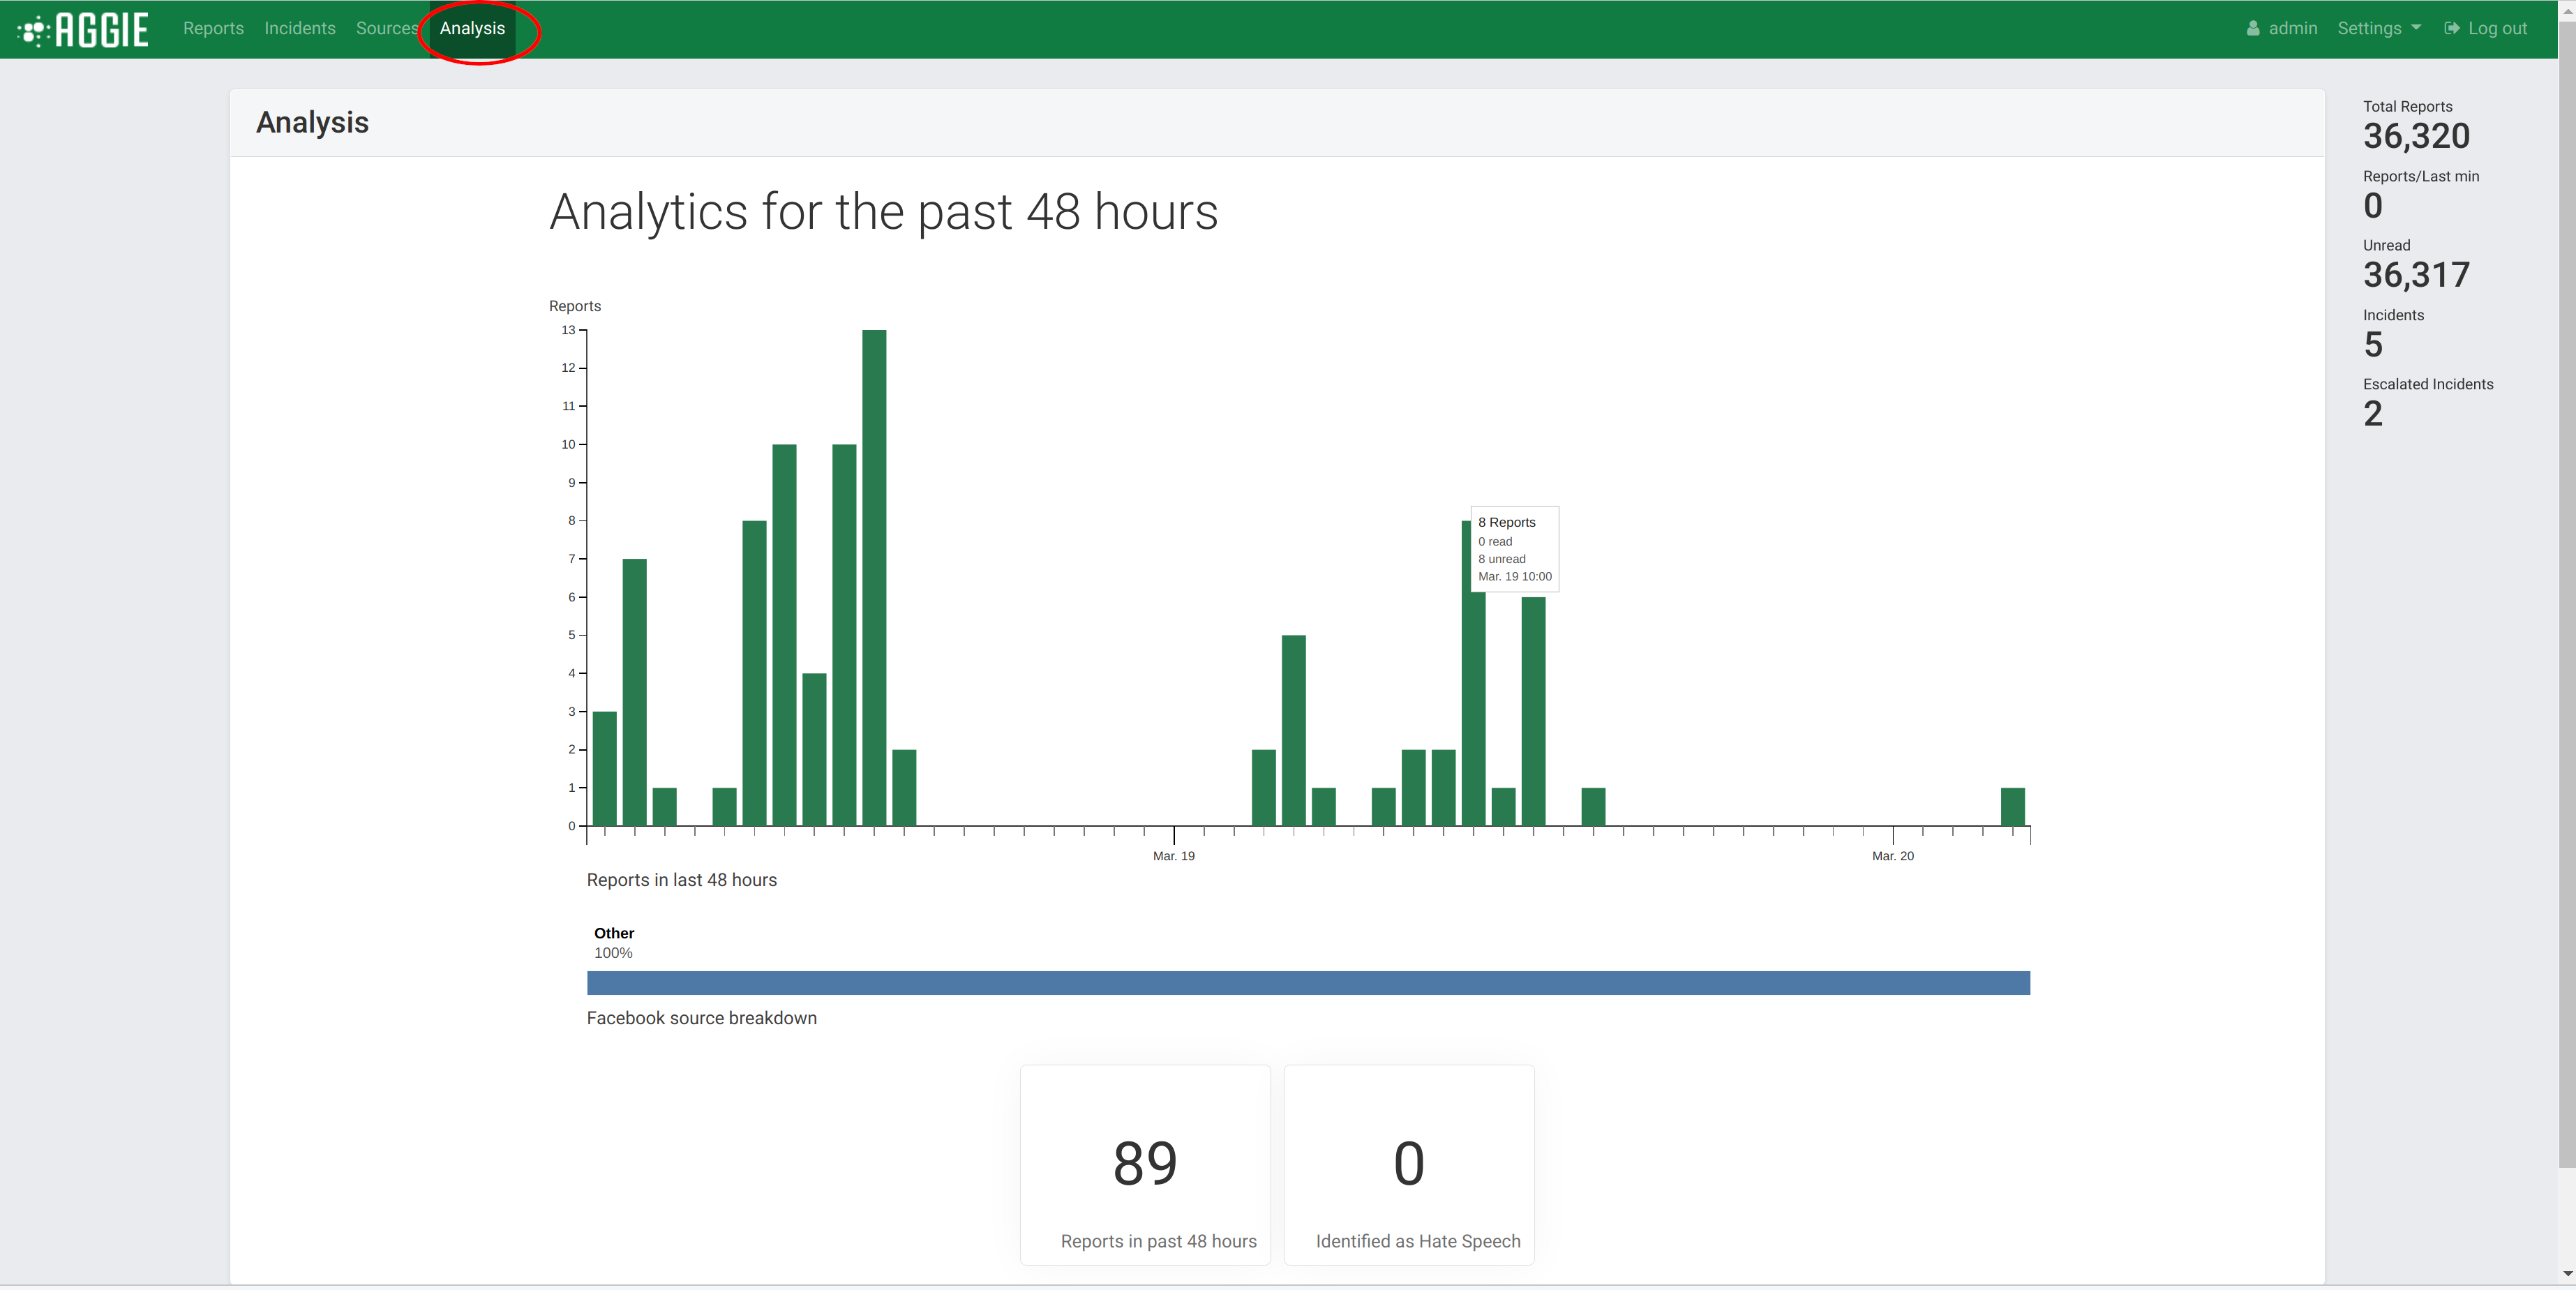 AGGIE Reports Incidents Sources Analysis admin Settings Log out
Analysis
Analytics for the past 48 hours
Reports
13
12
11
10
9
8
7
6
5
4
3
2
1
0
8 Reports
0 read
8 unread
Mar. 19 10:00
Mar. 19 Mar. 20
Reports in last 48 hours
Other
100%
Facebook source breakdown
89
Reports in past 48 hours
0
Identified as Hate Speech
Total Reports
36,320
Reports/Last min
0
Unread
36,317
Incidents
5
Escalated Incidents
2